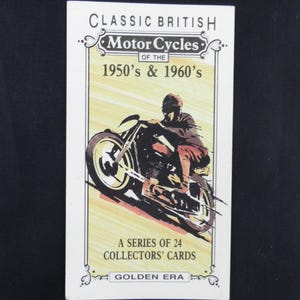 CLASSIC BRITISH
Motor Cycles
OF THE
1950's & 1960's
A SERIES OF 24
COLLECTORS' CARDS
GOLDEN ERA